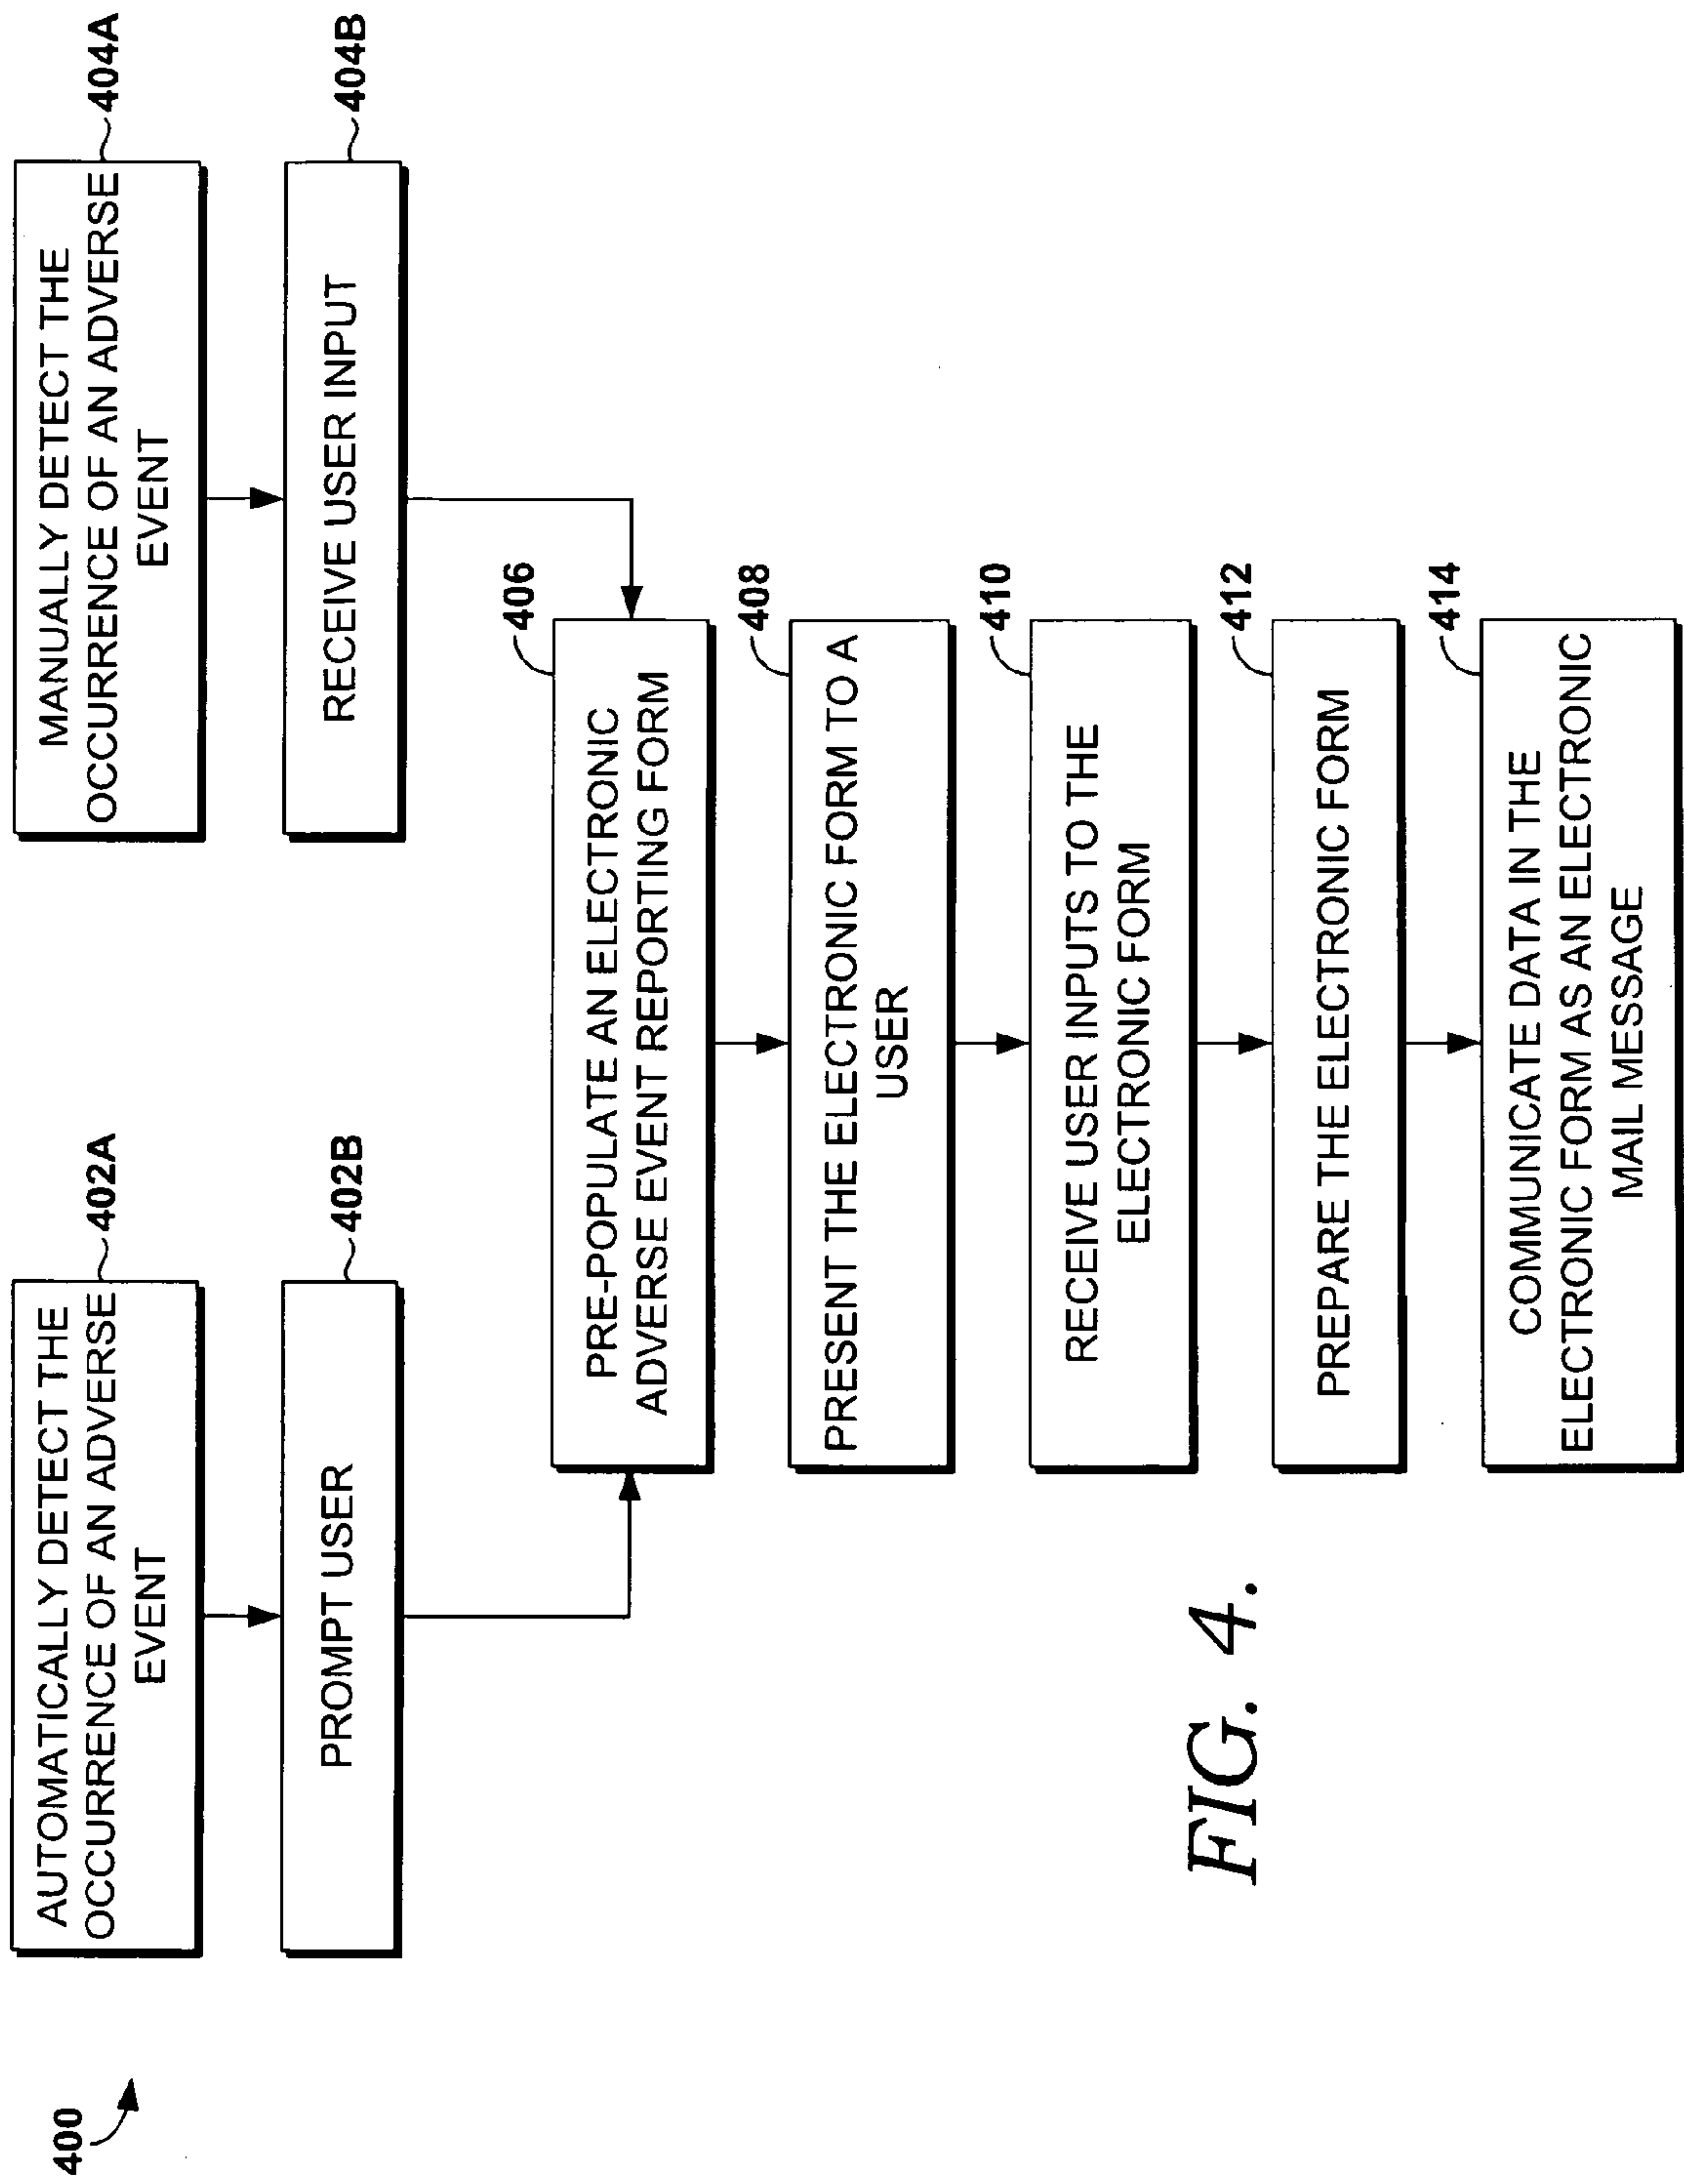 400
AUTOMATICALLY DETECT THE
OCCURRENCE OF AN ADVERSE
EVENT
402A
PROMPT USER
402B
MANUALLY DETECT THE
OCCURRENCE OF AN ADVERSE
EVENT
404A
RECEIVE USER INPUT
404B
406
PRE-POPULATE AN ELECTRONIC
ADVERSE EVENT REPORTING FORM
408
PRESENT THE ELECTRONIC FORM TO A
USER
410
RECEIVE USER INPUTS TO THE
ELECTRONIC FORM
412
PREPARE THE ELECTRONIC FORM
414
COMMUNICATE DATA IN THE
ELECTRONIC FORM AS AN ELECTRONIC
MAIL MESSAGE
FIG. 4.